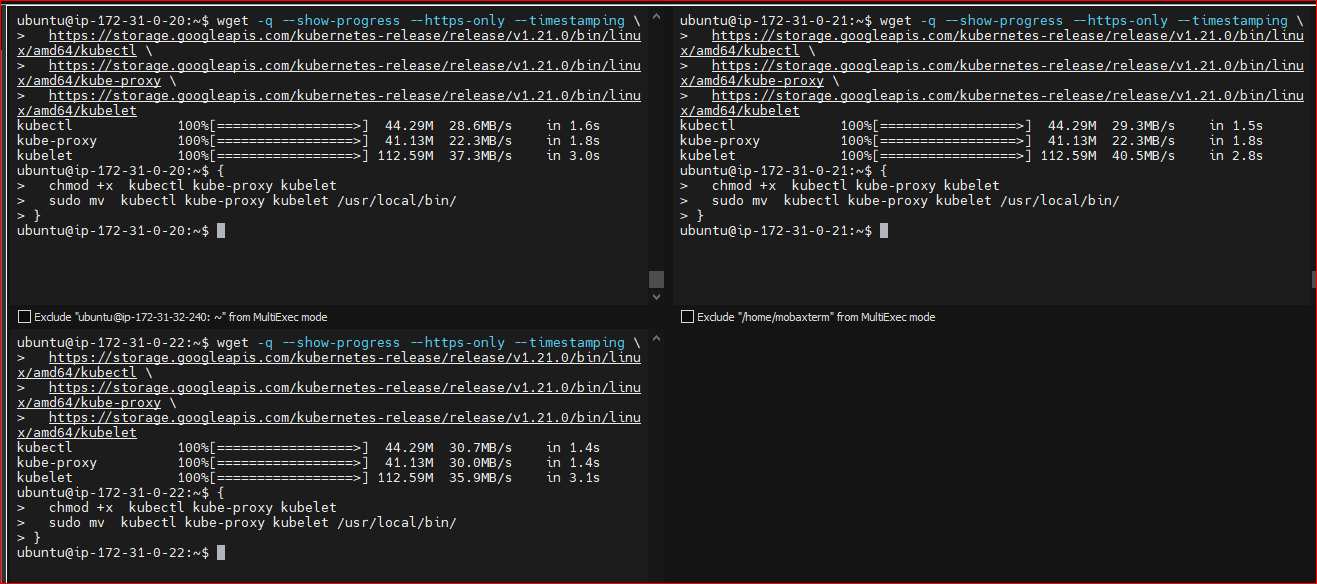 ubuntu@ip-172-31-0-20:~$ wget -q --show-progress --https-only --timestamping \
>   https://storage.googleapis.com/kubernetes-release/release/v1.21.0/bin/linu
x/amd64/kubectl \
>   https://storage.googleapis.com/kubernetes-release/release/v1.21.0/bin/linu
x/amd64/kube-proxy \
>   https://storage.googleapis.com/kubernetes-release/release/v1.21.0/bin/linu
x/amd64/kubelet
kubectl             100%[=================>]  44.29M  28.6MB/s    in 1.6s
kube-proxy          100%[=================>]  41.13M  22.3MB/s    in 1.8s
kubelet             100%[=================>] 112.59M  37.3MB/s    in 3.0s
ubuntu@ip-172-31-0-20:~$ {
>   chmod +x  kubectl kube-proxy kubelet
>   sudo mv  kubectl kube-proxy kubelet /usr/local/bin/
> }
ubuntu@ip-172-31-0-20:~$
ubuntu@ip-172-31-0-21:~$ wget -q --show-progress --https-only --timestamping \
>   https://storage.googleapis.com/kubernetes-release/release/v1.21.0/bin/linu
x/amd64/kubectl \
>   https://storage.googleapis.com/kubernetes-release/release/v1.21.0/bin/linu
x/amd64/kube-proxy \
>   https://storage.googleapis.com/kubernetes-release/release/v1.21.0/bin/linu
x/amd64/kubelet
kubectl             100%[=================>]  44.29M  29.3MB/s    in 1.5s
kube-proxy          100%[=================>]  41.13M  22.3MB/s    in 1.8s
kubelet             100%[=================>] 112.59M  40.5MB/s    in 2.8s
ubuntu@ip-172-31-0-21:~$ {
>   chmod +x  kubectl kube-proxy kubelet
>   sudo mv  kubectl kube-proxy kubelet /usr/local/bin/
> }
ubuntu@ip-172-31-0-21:~$
Exclude "ubuntu@ip-172-31-32-240: ~" from MultiExec mode
Exclude "/home/mobaxterm" from MultiExec mode
ubuntu@ip-172-31-0-22:~$ wget -q --show-progress --https-only --timestamping \
>   https://storage.googleapis.com/kubernetes-release/release/v1.21.0/bin/linu
x/amd64/kubectl \
>   https://storage.googleapis.com/kubernetes-release/release/v1.21.0/bin/linu
x/amd64/kube-proxy \
>   https://storage.googleapis.com/kubernetes-release/release/v1.21.0/bin/linu
x/amd64/kubelet
kubectl             100%[=================>]  44.29M  30.7MB/s    in 1.4s
kube-proxy          100%[=================>]  41.13M  30.0MB/s    in 1.4s
kubelet             100%[=================>] 112.59M  35.9MB/s    in 3.1s
ubuntu@ip-172-31-0-22:~$ {
>   chmod +x  kubectl kube-proxy kubelet
>   sudo mv  kubectl kube-proxy kubelet /usr/local/bin/
> }
ubuntu@ip-172-31-0-22:~$